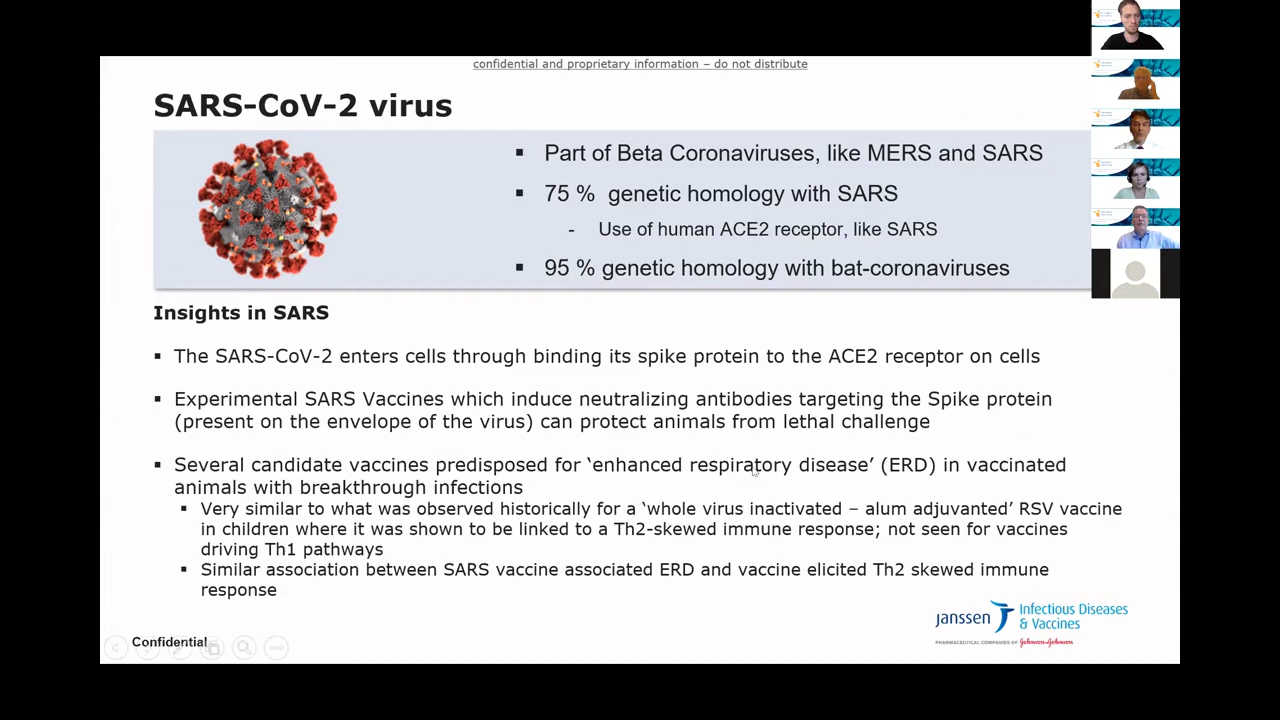 confidential and proprietary information – do not distribute
SARS-CoV-2 virus
▪ Part of Beta Coronaviruses, like MERS and SARS
▪ 75 % genetic homology with SARS
- Use of human ACE2 receptor, like SARS
▪ 95 % genetic homology with bat-coronaviruses
Insights in SARS
▪ The SARS-CoV-2 enters cells through binding its spike protein to the ACE2 receptor on cells
▪ Experimental SARS Vaccines which induce neutralizing antibodies targeting the Spike protein
(present on the envelope of the virus) can protect animals from lethal challenge
▪ Several candidate vaccines predisposed for ‘enhanced respiratory disease’ (ERD) in vaccinated
animals with breakthrough infections
▪ Very similar to what was observed historically for a ‘whole virus inactivated – alum adjuvanted’ RSV vaccine
in children where it was shown to be linked to a Th2-skewed immune response; not seen for vaccines
driving Th1 pathways
▪ Similar association between SARS vaccine associated ERD and vaccine elicited Th2 skewed immune
response
janssen Infectious Diseases
& Vaccines
PHARMACEUTICAL COMPANIES OF Johnson & Johnson
Confidential